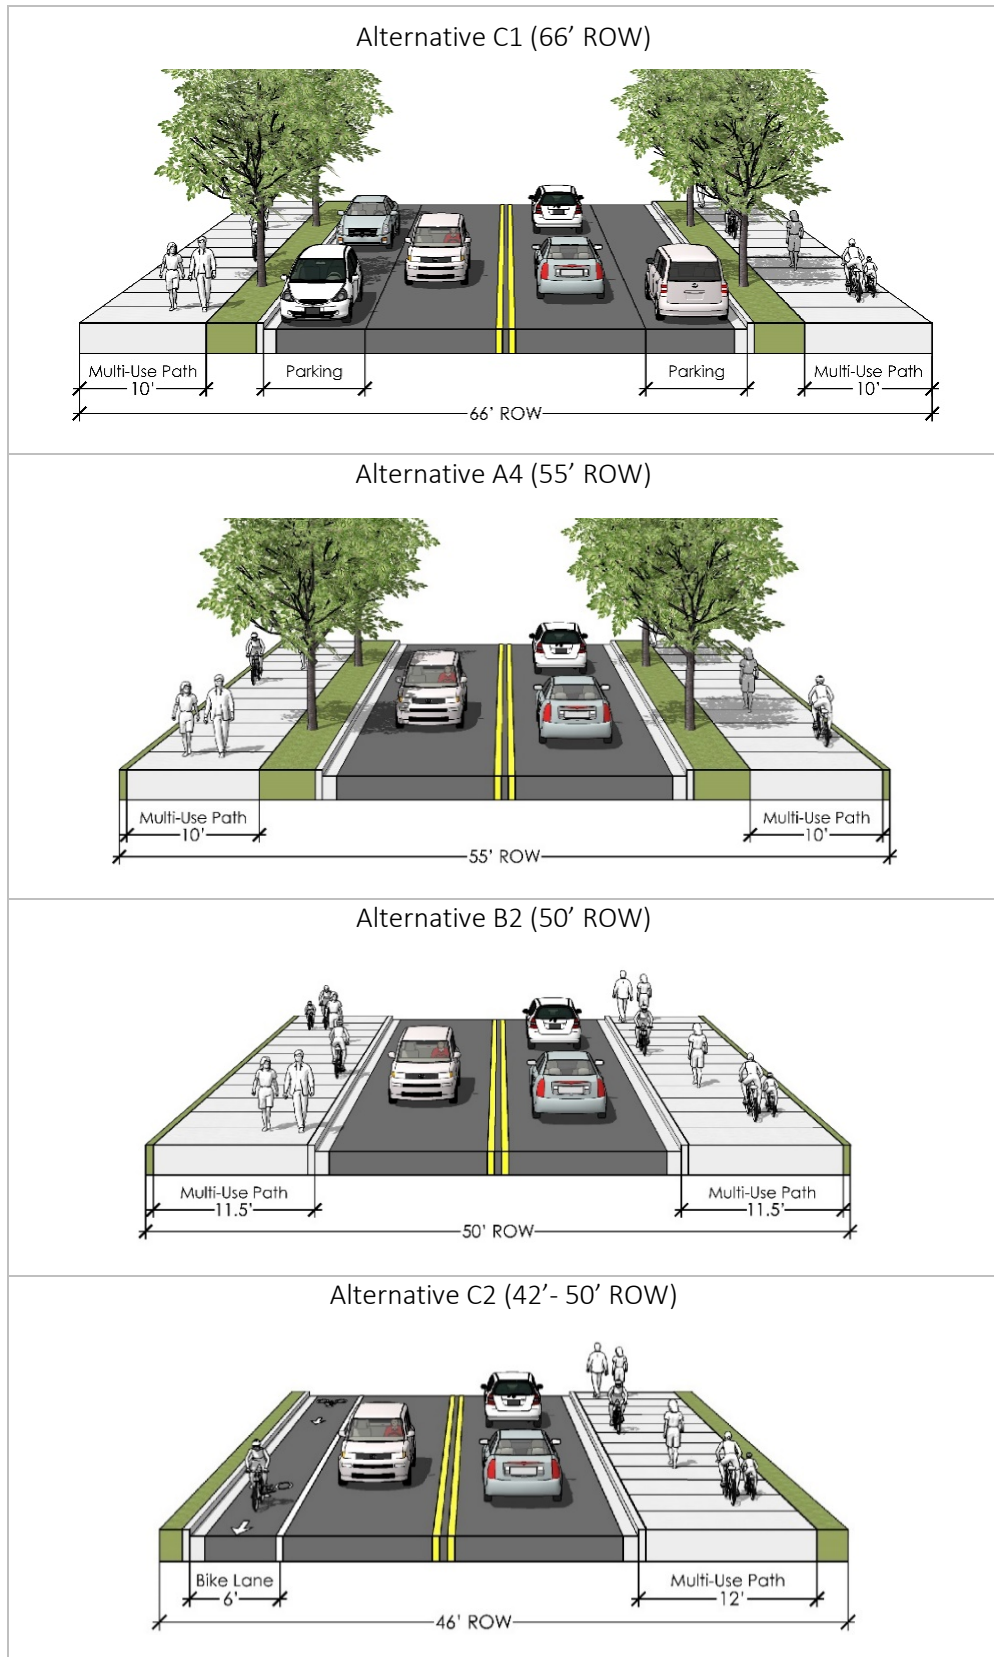 Alternative C1 (66’ ROW)
Multi-Use Path
10'
Parking
Parking
Multi-Use Path
10'
66' ROW
Alternative A4 (55’ ROW)
Multi-Use Path
10'
Multi-Use Path
10'
55' ROW
Alternative B2 (50’ ROW)
Multi-Use Path
11.5'
Multi-Use Path
11.5'
50' ROW
Alternative C2 (42’- 50’ ROW)
Bike Lane
6'
Multi-Use Path
12'
46' ROW